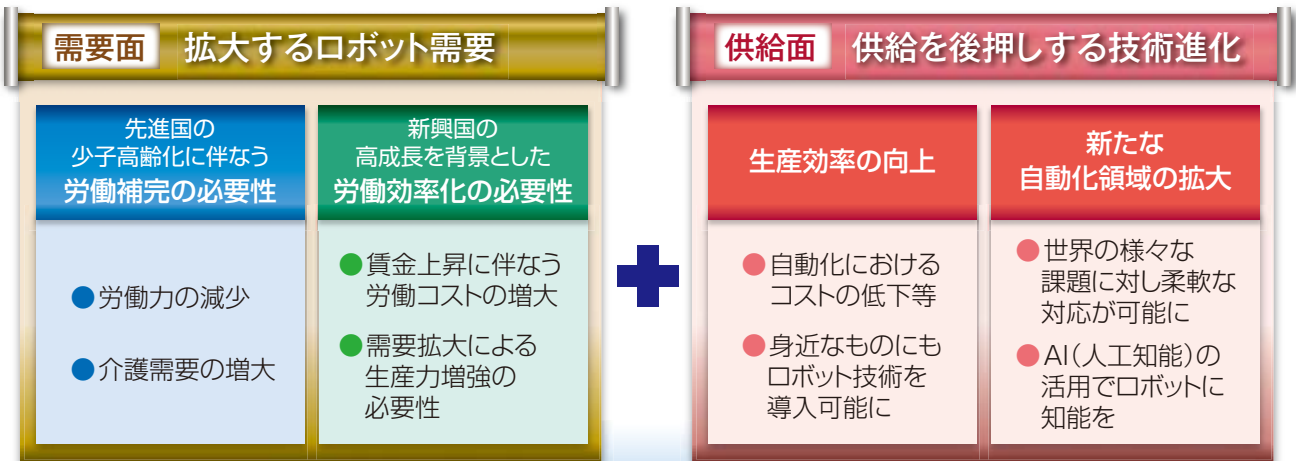 需要面 拡大するロボット需要
先進国の
少子高齢化に伴なう
労働補完の必要性
●労働力の減少
●介護需要の増大
新興国の
高成長を背景とした
労働効率化の必要性
●賃金上昇に伴なう
労働コストの増大
●需要拡大による
生産力増強の
必要性
供給面 供給を後押しする技術進化
生産効率の向上
●自動化における
コストの低下等
●身近なものにも
ロボット技術を
導入可能に
新たな
自動化領域の拡大
●世界の様々な
課題に対し柔軟な
対応が可能に
●AI（人工知能）の
活用でロボットに
知能を